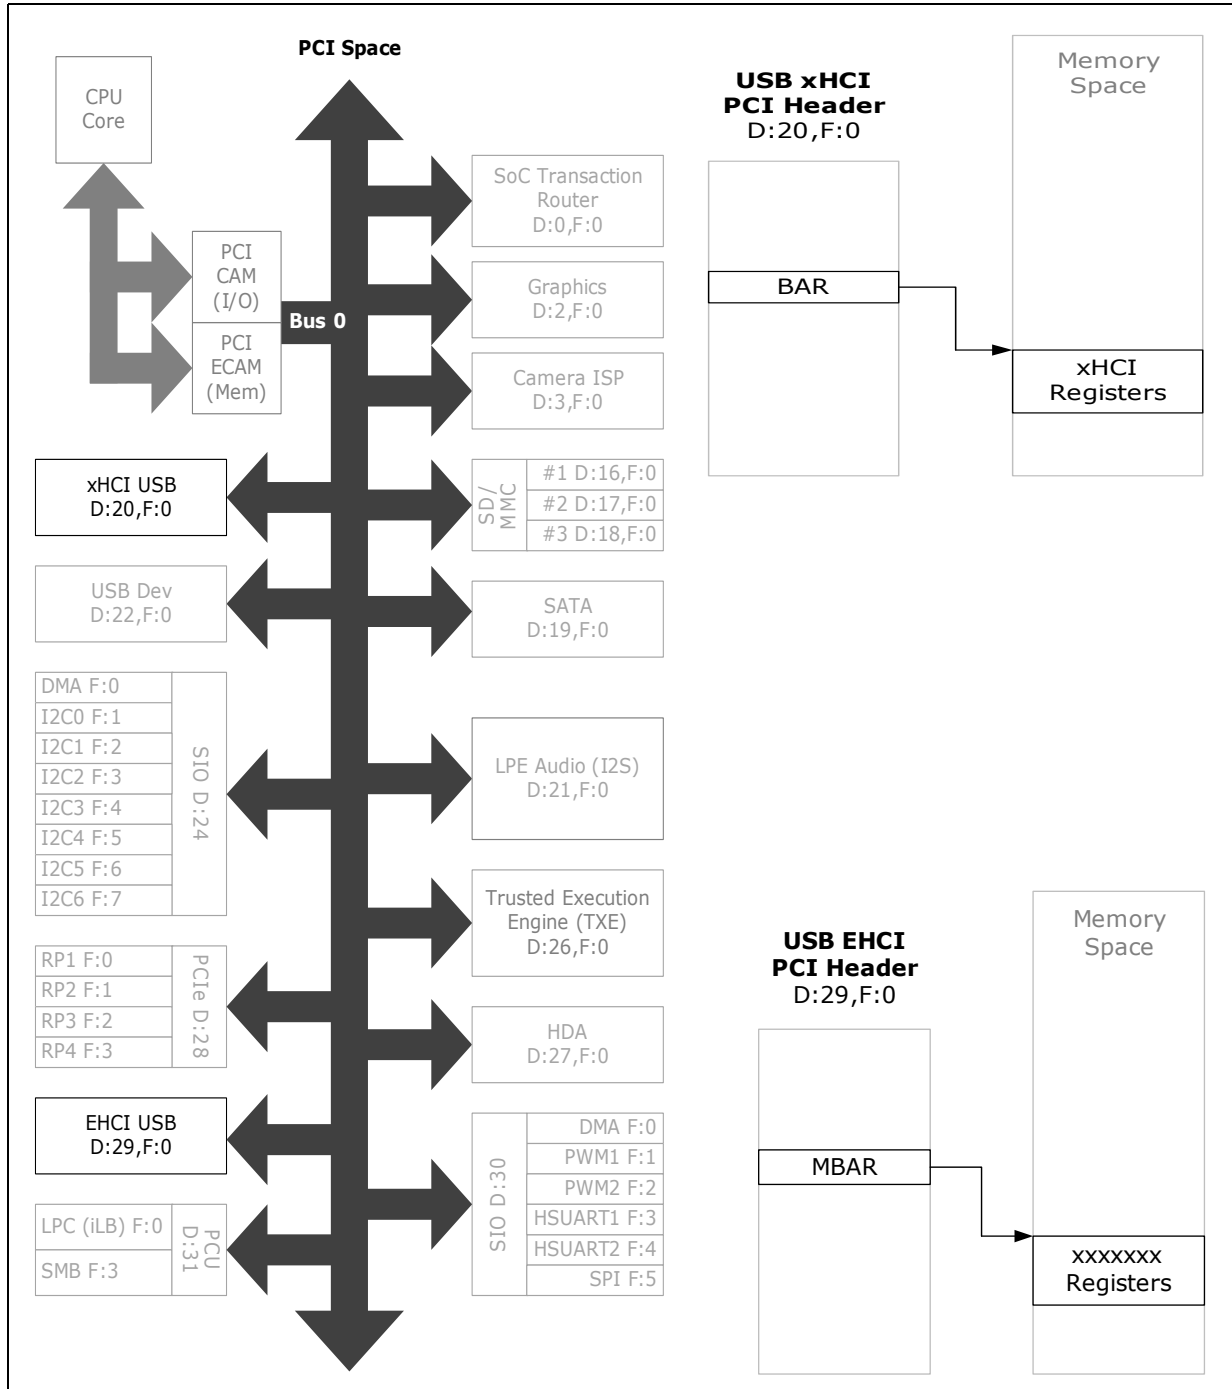 PCI Space
CPU
Core
PCI
CAM
(I/O)
PCI
ECAM
(Mem)
Bus 0
SoC Transaction
Router
D:0,F:0
Graphics
D:2,F:0
Camera ISP
D:3,F:0
SD/
MMC
#1 D:16,F:0
#2 D:17,F:0
#3 D:18,F:0
SATA
D:19,F:0
LPE Audio (I2S)
D:21,F:0
Trusted Execution
Engine (TXE)
D:26,F:0
HDA
D:27,F:0
SIO D:30
DMA F:0
PWM1 F:1
PWM2 F:2
HSUART1 F:3
HSUART2 F:4
SPI F:5
xHCI USB
D:20,F:0
USB Dev
D:22,F:0
DMA F:0
I2C0 F:1
I2C1 F:2
I2C2 F:3
I2C3 F:4
I2C4 F:5
I2C5 F:6
I2C6 F:7
SIO D:24
RP1 F:0
RP2 F:1
RP3 F:2
RP4 F:3
PCIe D:28
EHCI USB
D:29,F:0
LPC (iLB) F:0
SMB F:3
PCU
D:31
USB xHCI
PCI Header
D:20,F:0
BAR
Memory
Space
xHCI
Registers
USB EHCI
PCI Header
D:29,F:0
MBAR
Memory
Space
xxxxxxx
Registers